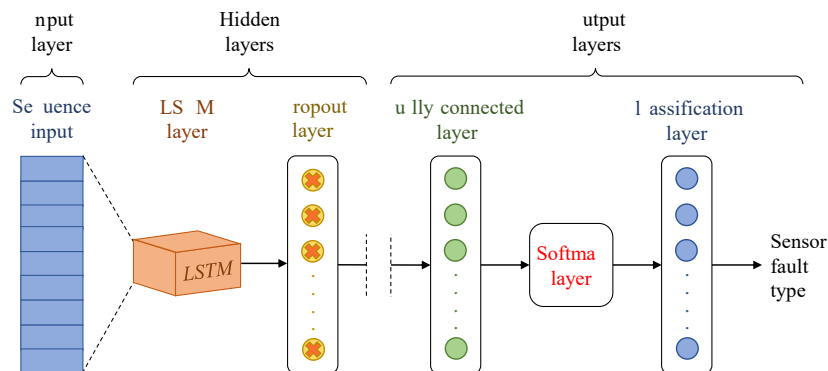 nput
layer
Hidden
layers
utput
layers
Se uence
input
LS M
layer
ropout
layer
u lly connected
layer
l assification
layer
LSTM
Softma
layer
Sensor
fault
type